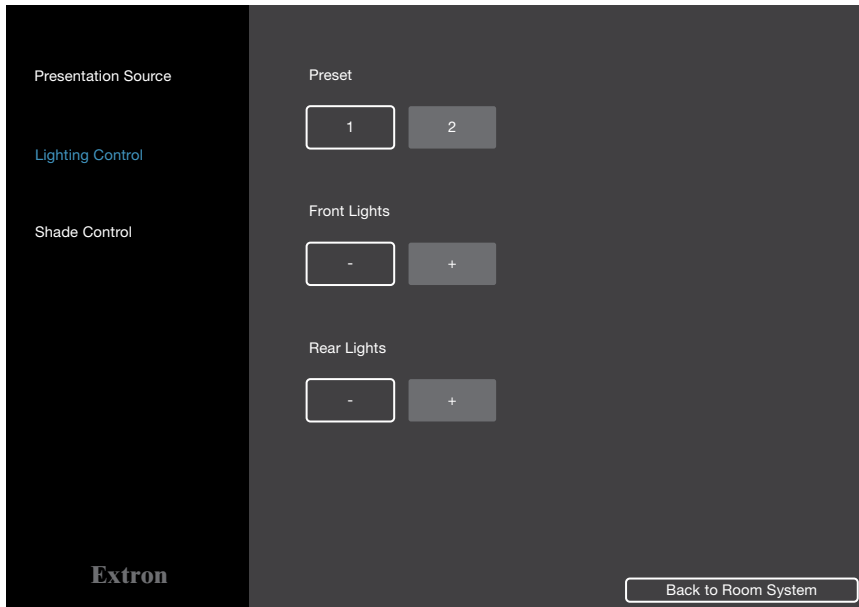 Presentation Source
Lighting Control
Shade Control
Extron
Preset
1 2
Front Lights
- +
Rear Lights
- +
Back to Room System